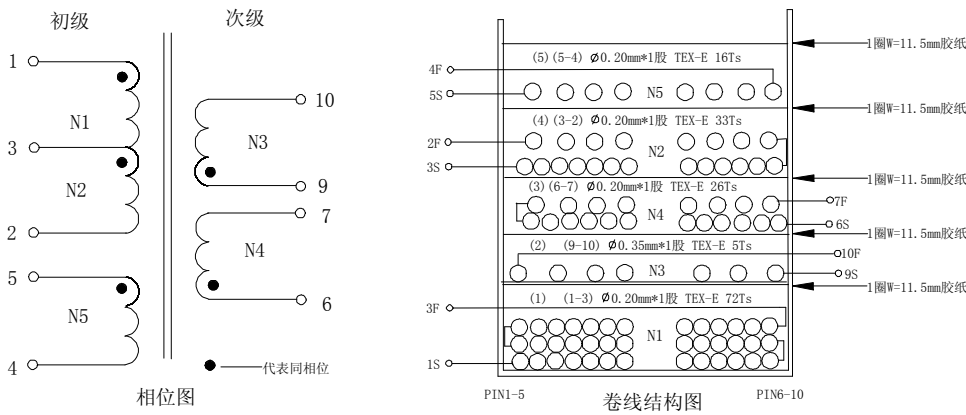 初级
次级
1
N1
3
N2
2
5
N5
4
10
N3
9
7
N4
6
代表同相位
相位图
1圈W=11.5mm胶纸
(5) (5-4) Ø0.20mm*1股 TEX-E 16Ts
4F
5S
N5
1圈W=11.5mm胶纸
(4) (3-2) Ø0.20mm*1股 TEX-E 33Ts
2F
N2
3S
1圈W=11.5mm胶纸
(3) (6-7) Ø0.20mm*1股 TEX-E 26Ts
7F
N4
6S
1圈W=11.5mm胶纸
(2) (9-10) Ø0.35mm*1股 TEX-E 5Ts
10F
N3
9S
1圈W=11.5mm胶纸
(1) (1-3) Ø0.20mm*1股 TEX-E 72Ts
3F
N1
1S
PIN1-5
PIN6-10
卷线结构图